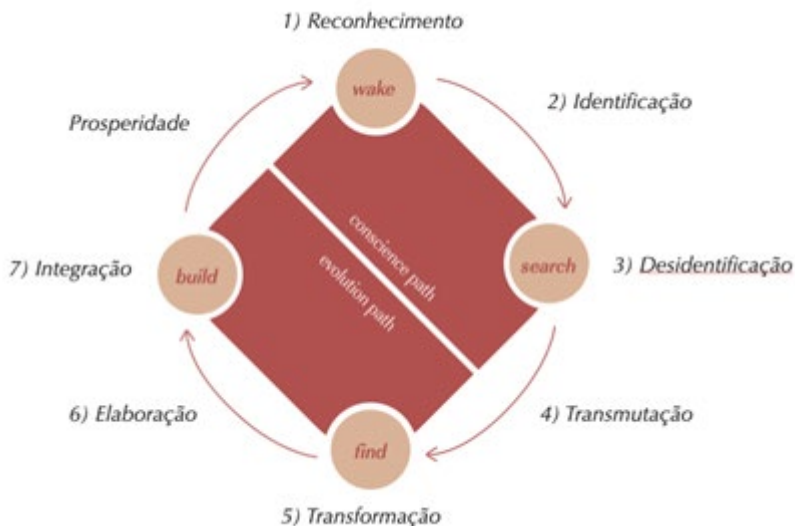 1) Reconhecimento
wake
2) Identificação
Prosperidade
conscience path
evolution path
search
3) Desidentificação
7) Integração
build
6) Elaboração
4) Transmutação
find
5) Transformação